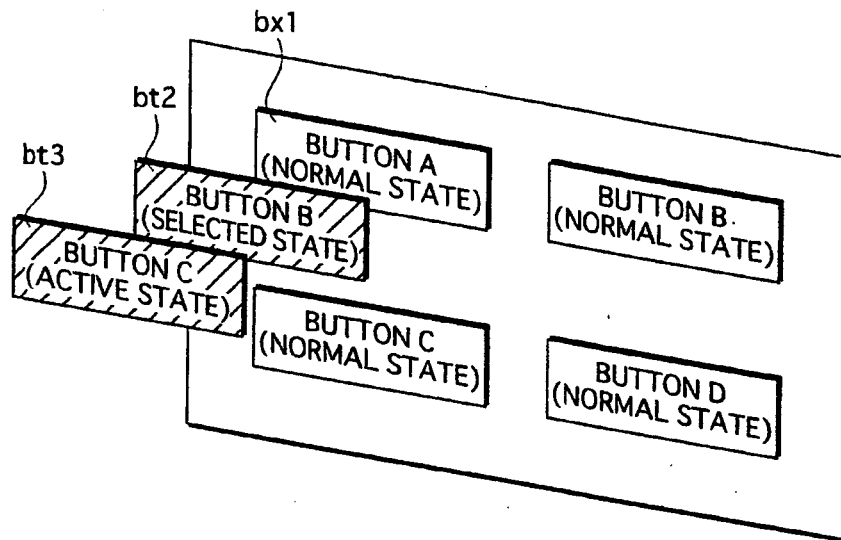 bx1
bt2
bt3
BUTTON A
(NORMAL STATE)
BUTTON B
(SELECTED STATE)
BUTTON C
(ACTIVE STATE)
BUTTON B
(NORMAL STATE)
BUTTON C
(NORMAL STATE)
BUTTON D
(NORMAL STATE)